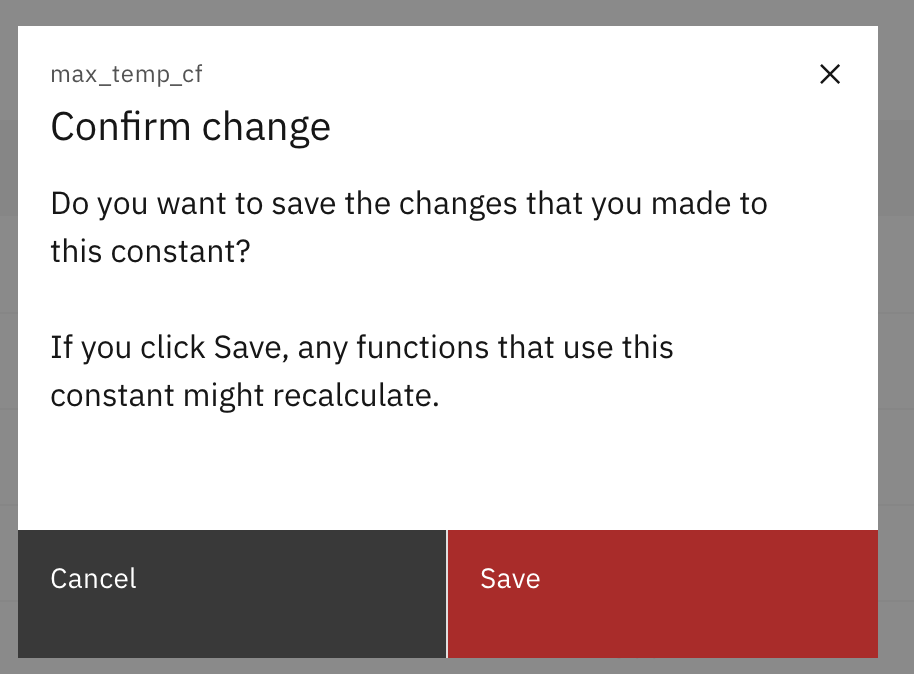 max_temp_cf
Confirm change
Do you want to save the changes that you made to
this constant?
If you click Save, any functions that use this
constant might recalculate.
Cancel
Save